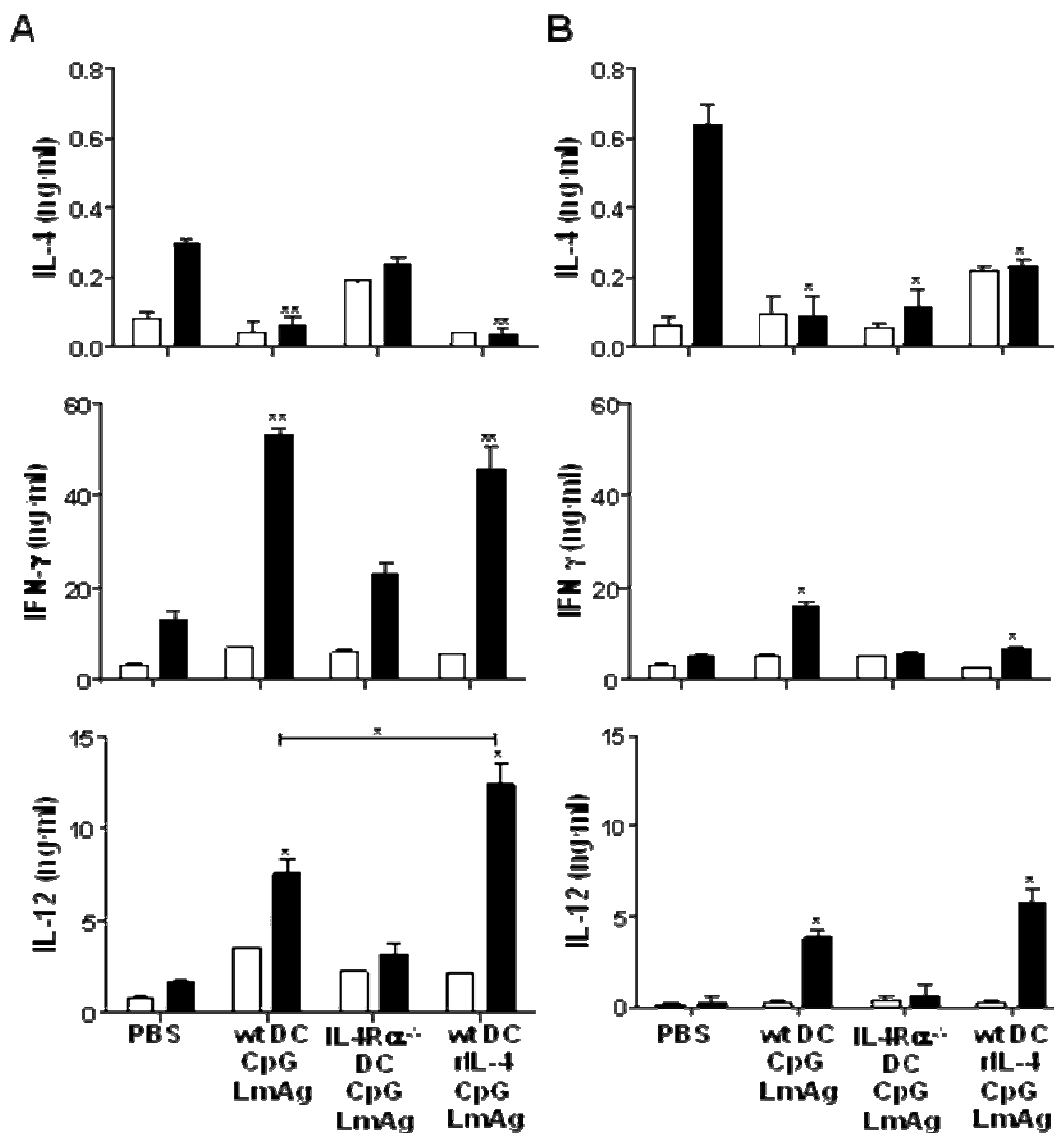 A
B
0.8
0.6
0.4
0.2
0.0
IL-4 (ng/ml)
**
**
0.8
0.6
0.4
0.2
0.0
IL-4 (ng/ml)
*
*
*
60
40
20
0
IFN-γ (ng/ml)
**
**
60
40
20
0
IFN γ (ng/ml)
*
*
15
10
5
0
IL-12 (ng/ml)
*
*
*
15
10
5
0
IL-12 (ng/ml)
*
*
PBS
wt DC
CpG
LmAg
IL-4Rα-/-
DC
CpG
LmAg
wt DC
rIL-4
CpG
LmAg
PBS
wt DC
CpG
LmAg
IL-4Rα-/-
DC
CpG
LmAg
wt DC
rIL-4
CpG
LmAg